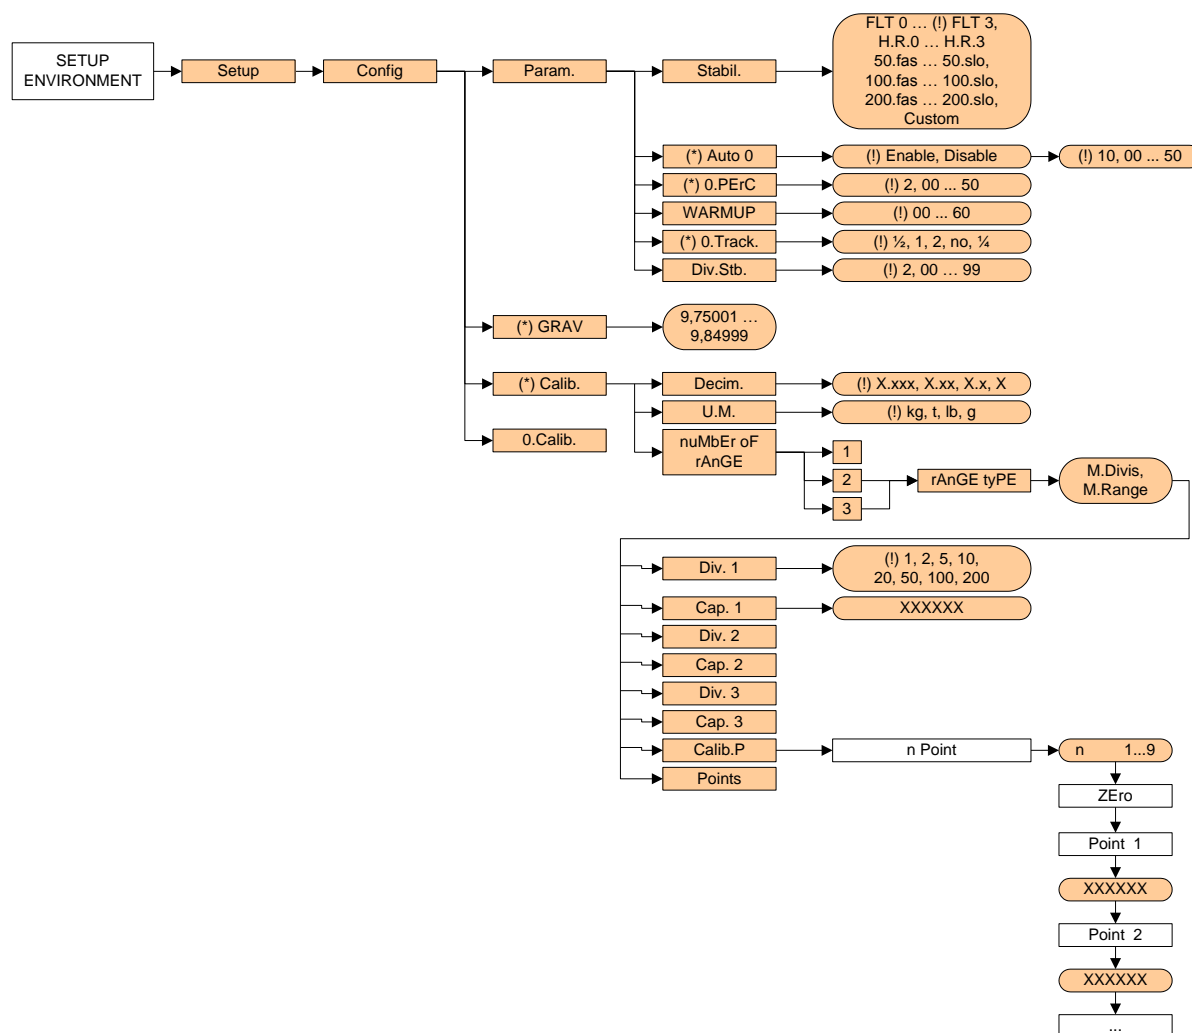 SETUP
ENVIRONMENT
Setup
Config
Param.
Stabil.
FLT 0 … (!) FLT 3,
H.R.0 … H.R.3
50.fas … 50.slo,
100.fas … 100.slo,
200.fas … 200.slo,
Custom
(*) Auto 0
(!) Enable, Disable
(!) 10, 00 ... 50
(*) 0.PErC
(!) 2, 00 ... 50
WARMUP
(!) 00 ... 60
(*) 0.Track.
(!) ½, 1, 2, no, ¼
Div.Stb.
(!) 2, 00 … 99
(*) GRAV
9,75001 …
9,84999
(*) Calib.
Decim.
(!) X.xxx, X.xx, X.x, X
U.M.
(!) kg, t, lb, g
0.Calib.
nuMbEr oF
rAnGE
1
2
3
rAnGE tyPE
M.Divis,
M.Range
Div. 1
(!) 1, 2, 5, 10,
20, 50, 100, 200
Cap. 1
XXXXXX
Div. 2
Cap. 2
Div. 3
Cap. 3
Calib.P
n Point
n 1...9
Points
ZEro
Point 1
XXXXXX
Point 2
XXXXXX
...